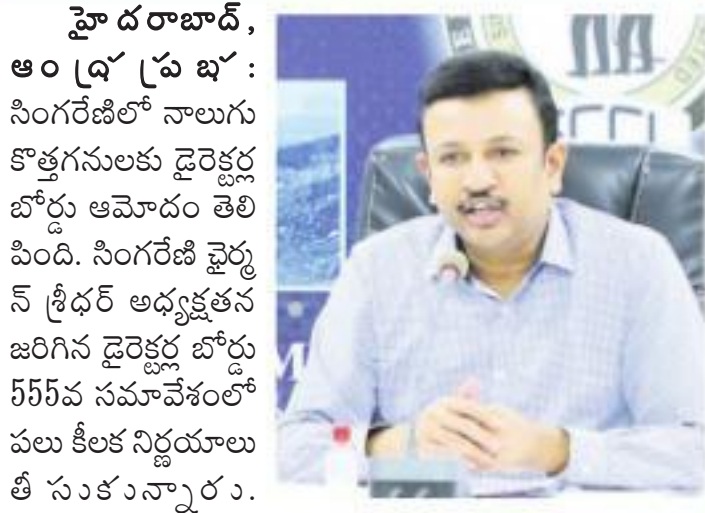 హైదరాబాద్,
ఆంధ్రప్రభ :
సింగరేణిలో నాలుగు
కొత్తగనులకు డైరెక్టర్ల
బోర్డు ఆమోదం తెలి
పింది. సింగరేణి ఛైర్మ
న్ శ్రీధర్ అధ్యక్షతన
జరిగిన డైరెక్టర్ల బోర్డు
555వ సమావేశంలో
పలు కీలక నిర్ణయాలు
తీసుకున్నారు.